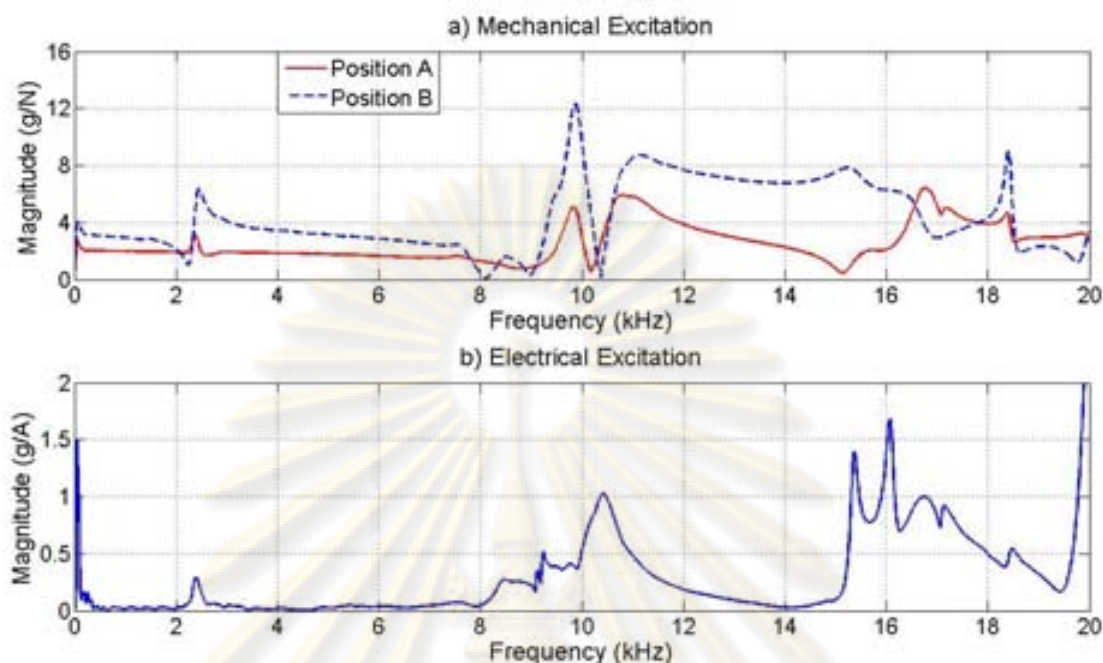 a) Mechanical Excitation
16
12
8
4
0
Magnitude (g/N)
Position A
Position B
0 2 4 6 8 10 12 14 16 18 20
Frequency (kHz)
b) Electrical Excitation
2
1.5
1
0.5
0
Magnitude (g/A)
0 2 4 6 8 10 12 14 16 18 20
Frequency (kHz)